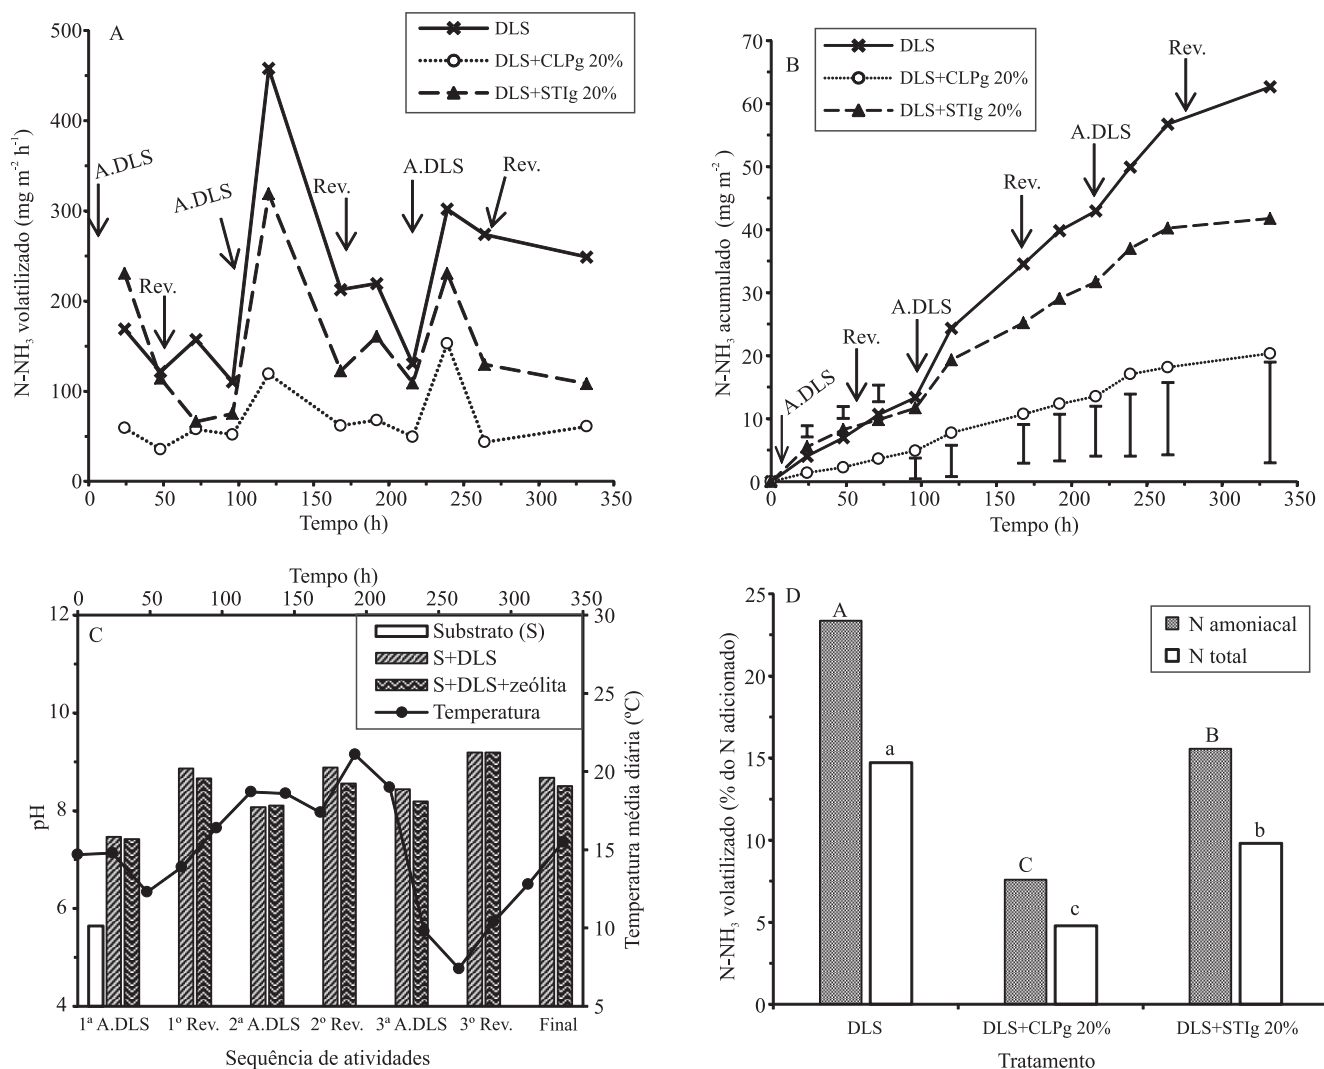 A
DLS
DLS+CLPg 20%
DLS+STIg 20%
N-NH₃ volatilizado (mg m⁻² h⁻¹)
500
400
300
200
100
0
A.DLS
Rev.
A.DLS
Rev.
A.DLS
Rev.
0 50 100 150 200 250 300 350
Tempo (h)
B
DLS
DLS+CLPg 20%
DLS+STIg 20%
N-NH₃ acumulado (mg m⁻²)
70
60
50
40
30
20
10
0
A.DLS
Rev.
A.DLS
Rev.
A.DLS
Rev.
0 50 100 150 200 250 300 350
Tempo (h)
Tempo (h)
0 50 100 150 200 250 300 350
C
Substrato (S)
S+DLS
S+DLS+zeólita
Temperatura
pH
12
10
8
6
4
Temperatura média diária (ºC)
30
25
20
15
10
5
1ª A.DLS 1º Rev. 2ª A.DLS 2º Rev. 3ª A.DLS 3º Rev. Final
Sequência de atividades
D
N amoniacal
N total
N-NH₃ volatilizado (% do N adicionado)
25
20
15
10
5
0
A
a
C
c
B
b
DLS DLS+CLPg 20% DLS+STIg 20%
Tratamento